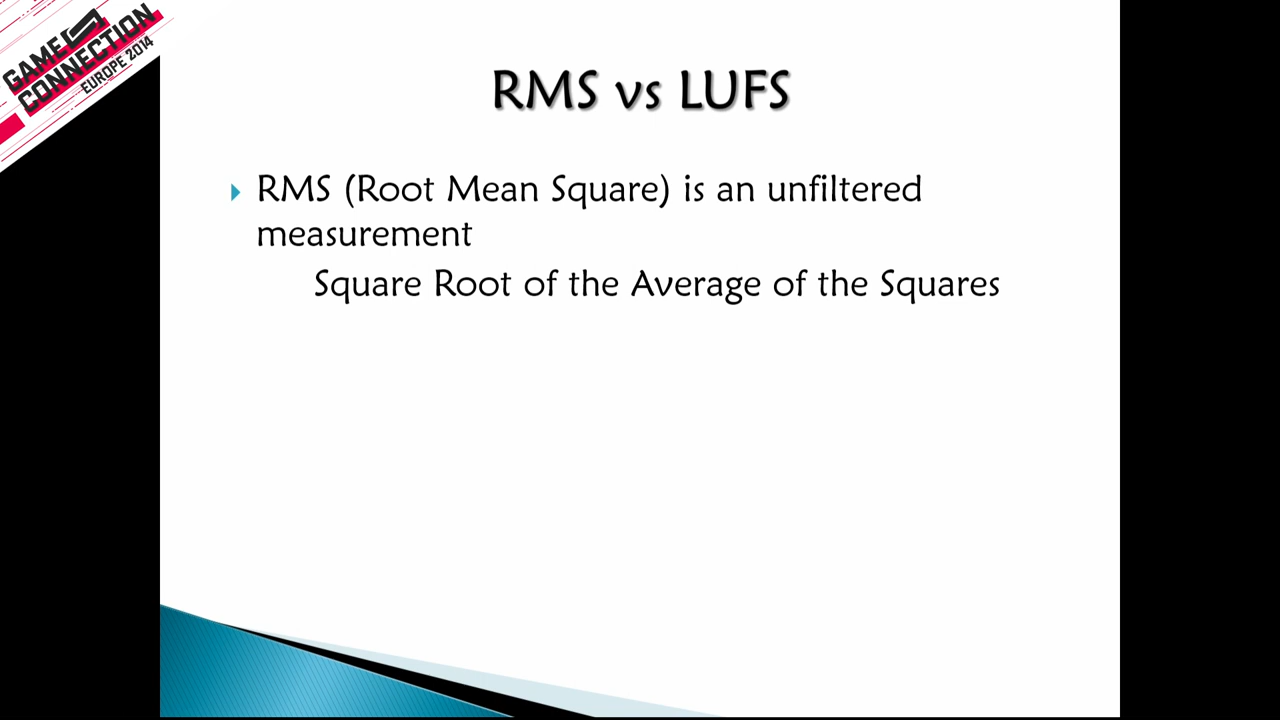 GAME
CONNECTION
EUROPE 2014
RMS vs LUFS
RMS (Root Mean Square) is an unfiltered
measurement
Square Root of the Average of the Squares